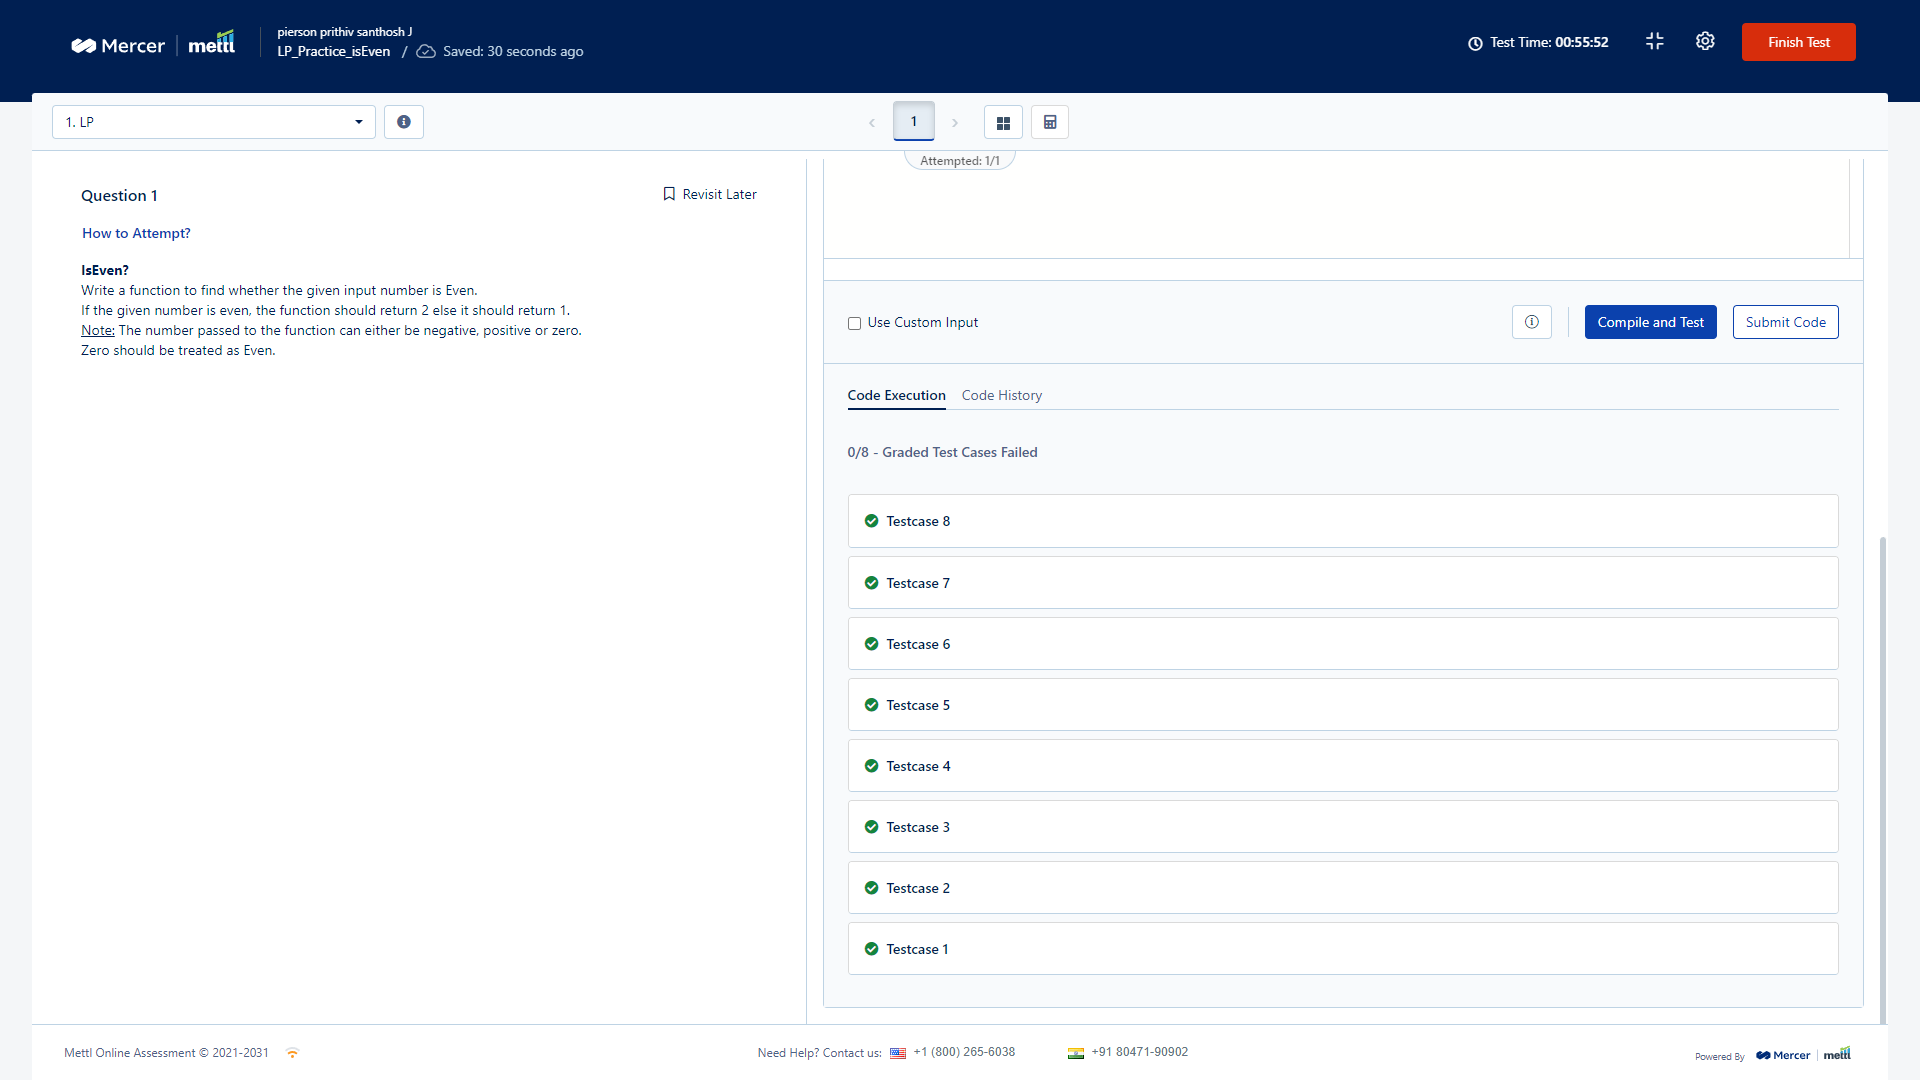 Mercer | mettl
pierson prithiv santhosh J
LP_Practice_isEven / Saved: 30 seconds ago
Test Time: 00:55:52
Finish Test
1. LP
1
Attempted: 1/1
Question 1
Revisit Later
How to Attempt?
IsEven?
Write a function to find whether the given input number is Even.
If the given number is even, the function should return 2 else it should return 1.
Note: The number passed to the function can either be negative, positive or zero.
Zero should be treated as Even.
Use Custom Input
Compile and Test
Submit Code
Code Execution
Code History
0/8 - Graded Test Cases Failed
Testcase 8
Testcase 7
Testcase 6
Testcase 5
Testcase 4
Testcase 3
Testcase 2
Testcase 1
Mettl Online Assessment © 2021-2031
Need Help? Contact us: +1 (800) 265-6038
+91 80471-90902
Powered By Mercer | mettl